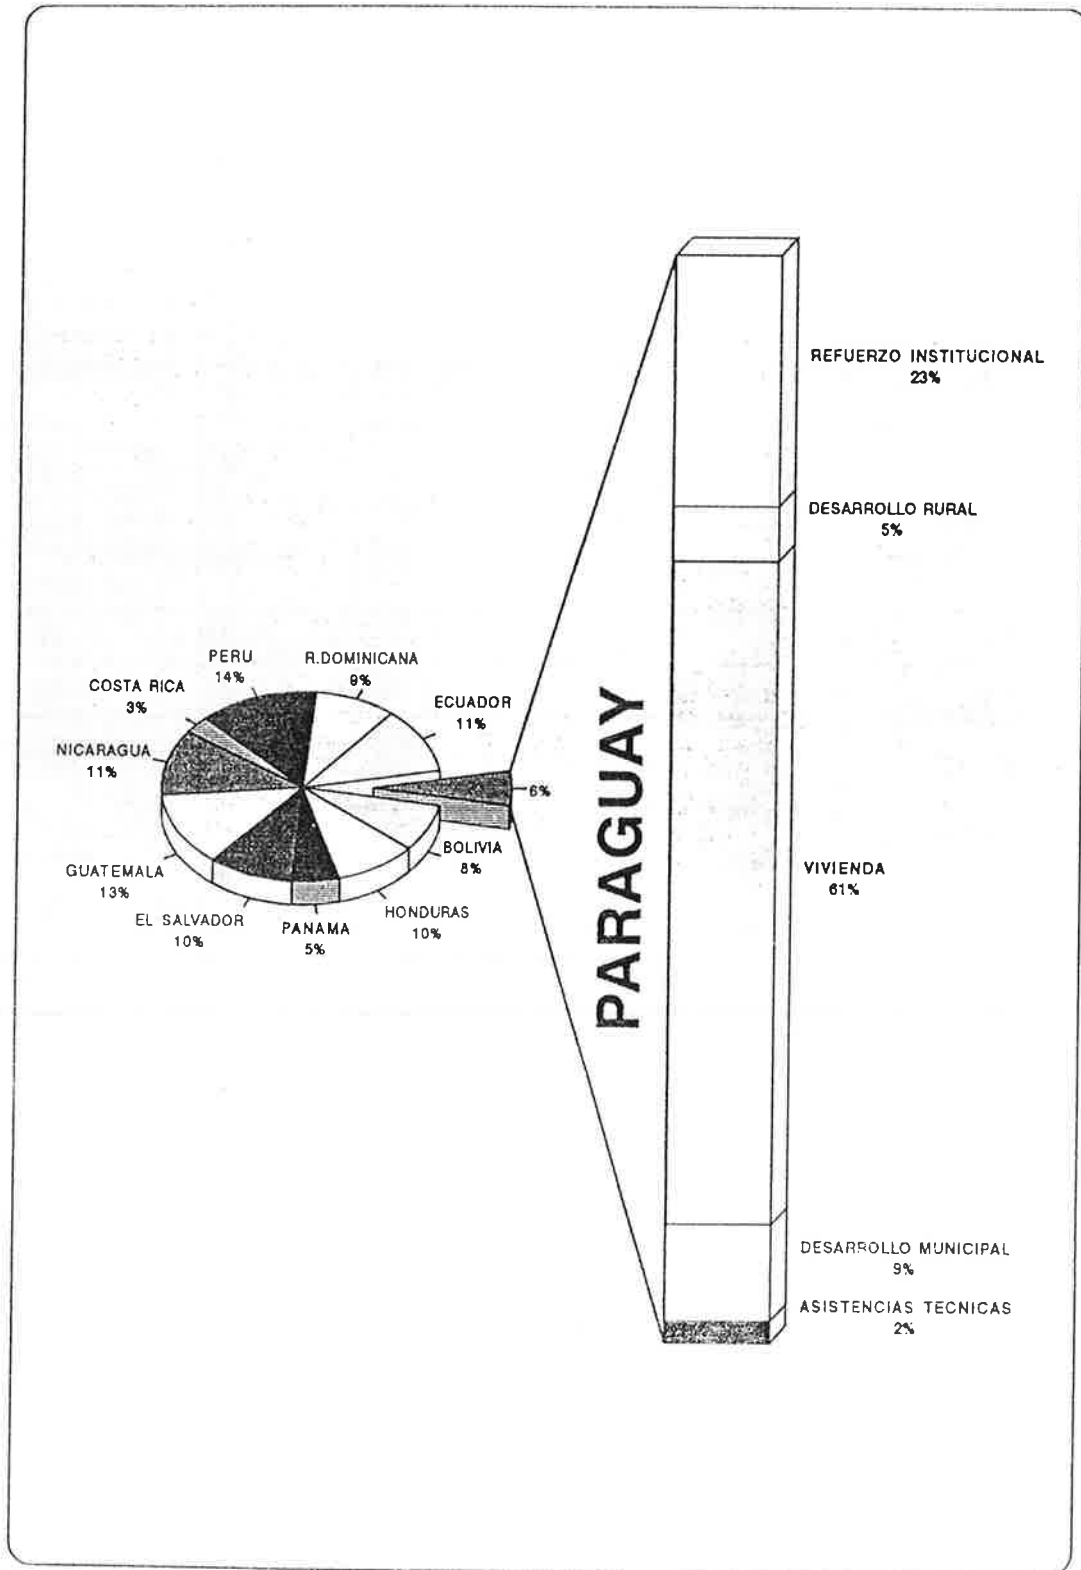 REFUERZO INSTITUCIONAL
23%
DESARROLLO RURAL
5%
PERU
14%
R.DOMINICANA
9%
COSTA RICA
3%
ECUADOR
11%
NICARAGUA
11%
6%
PARAGUAY
BOLIVIA
8%
GUATEMALA
13%
EL SALVADOR
10%
PANAMA
5%
HONDURAS
10%
VIVIENDA
61%
DESARROLLO MUNICIPAL
9%
ASISTENCIAS TECNICAS
2%